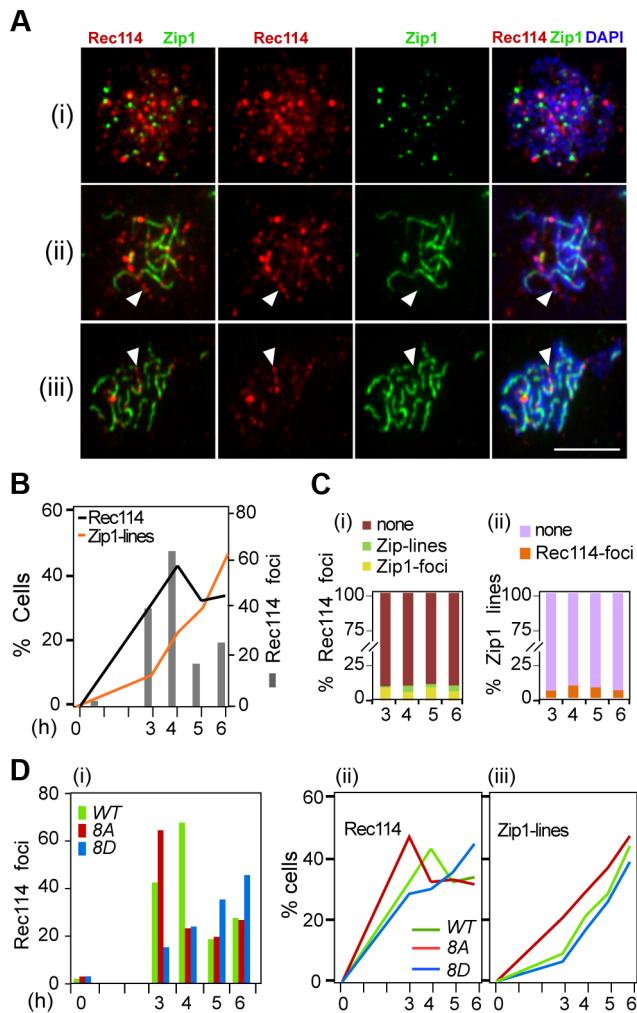 A
Rec114 Zip1 Rec114 Zip1 Rec114 Zip1 DAPI
(i)
(ii)
(iii)
B
60
40
20
0
% Cells
Rec114
Zip1-lines
80
60
40
20
0
Rec114 foci
(h) 0 3 4 5 6
C
(i)
none
Zip-lines
Zip1-foci
% Rec114 foci
100
75
25
0
3 4 5 6
(ii)
none
Rec114-foci
% Zip1 lines
100
75
25
0
3 4 5 6
D
(i)
80
60
40
20
0
Rec114 foci
WT
8A
8D
(h) 0 3 4 5 6
(ii)
% cells
60
40
20
0
Rec114
WT
8A
8D
0 3 4 5 6
(iii)
Zip1-lines
0 3 4 5 6